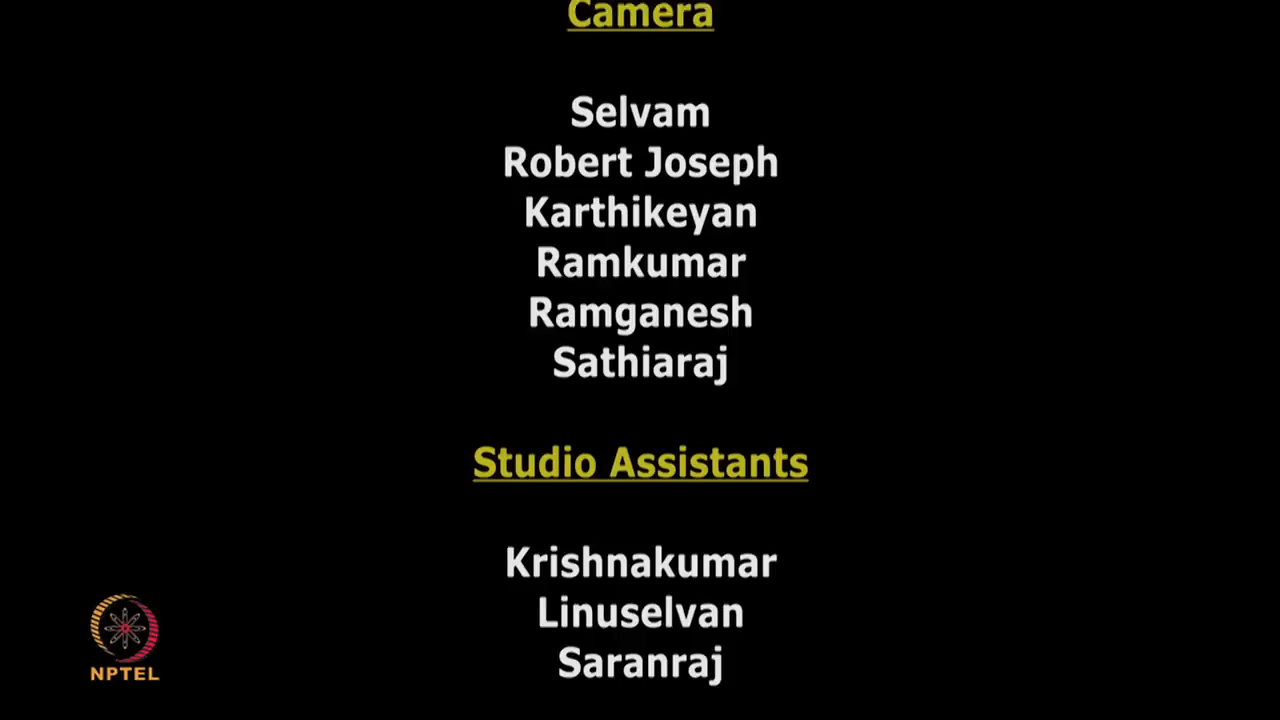 Camera
Selvam
Robert Joseph
Karthikeyan
Ramkumar
Ramganesh
Sathiaraj
Studio Assistants
Krishnakumar
Linuselvan
Saranraj
NPTEL